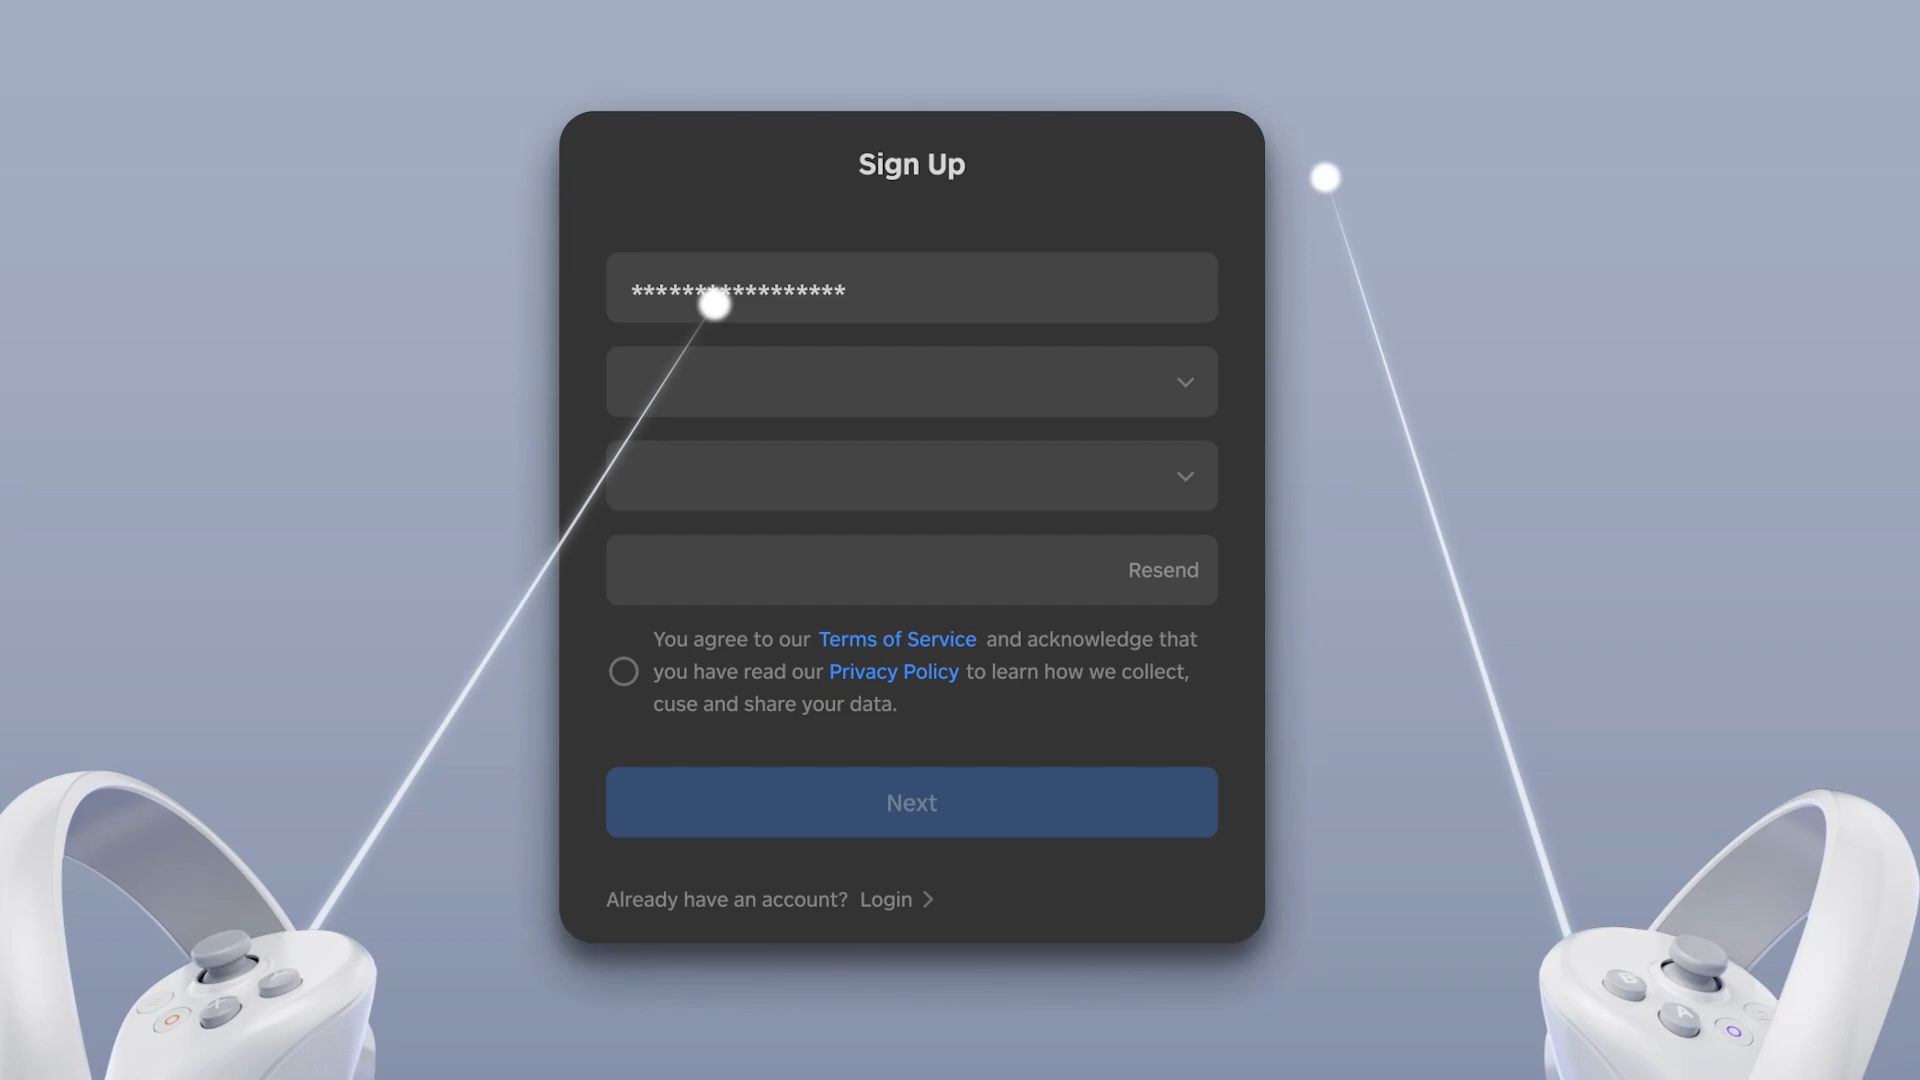 Sign Up
*****************
Resend
You agree to our Terms of Service and acknowledge that
you have read our Privacy Policy to learn how we collect,
cuse and share your data.
Next
Already have an account? Login >
B
A